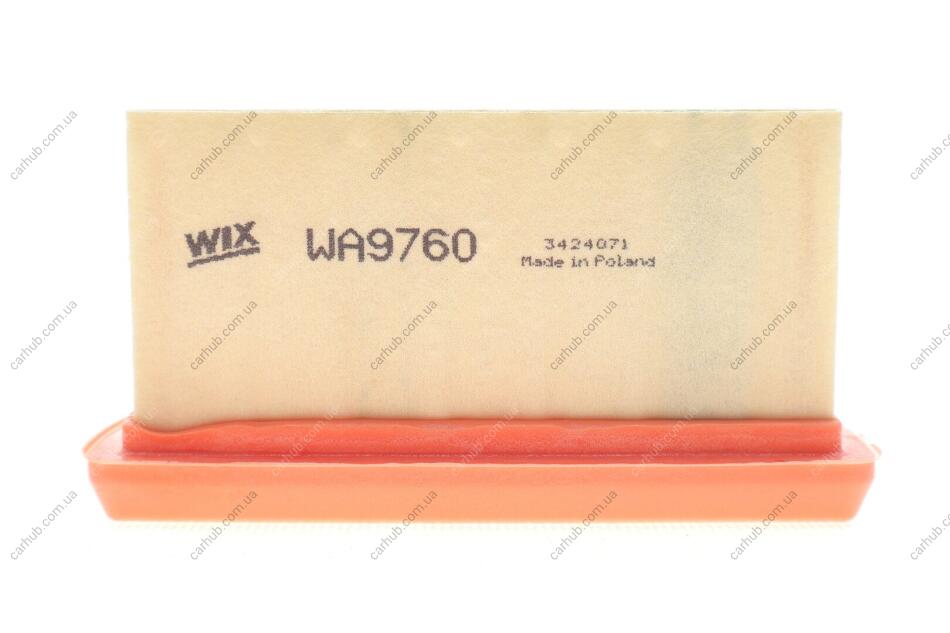 WIX WA9760 3424071
Made in Poland
carhub.com.ua